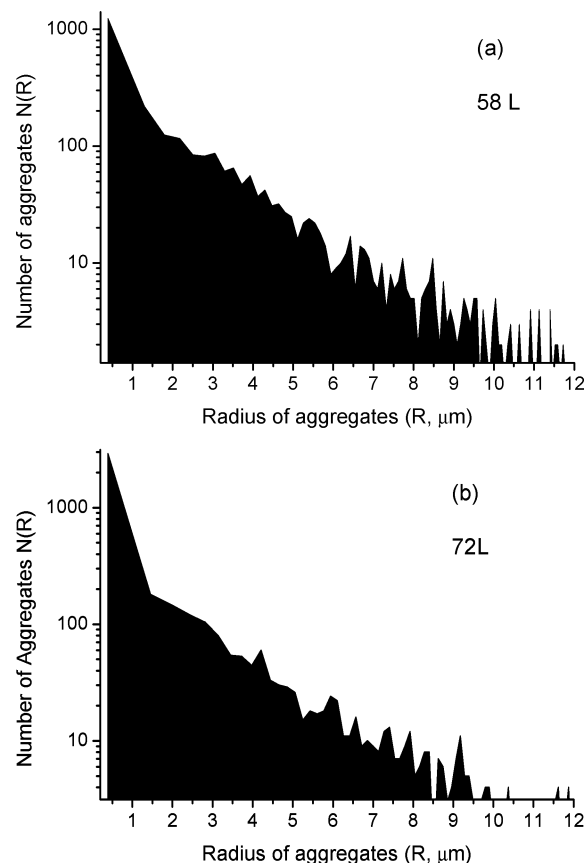 1000
100
10
Number of aggregates N(R)
(a)
58 L
1 2 3 4 5 6 7 8 9 10 11 12
Radius of aggregates (R, μm)
1000
100
10
Number of Aggregates N(R)
(b)
72L
1 2 3 4 5 6 7 8 9 10 11 12
Radius of aggregates (R, μm)